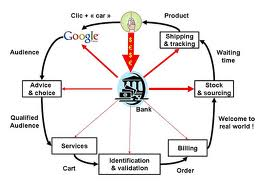 Clic + « car »
Product
Google
Shipping
& tracking
€$€$
Audience
Waiting
time
Advice
& choice
Stock
& sourcing
Bank
Qualified
Audience
Welcome to
real world !
Services
Billing
Cart
Identification
& validation
Order